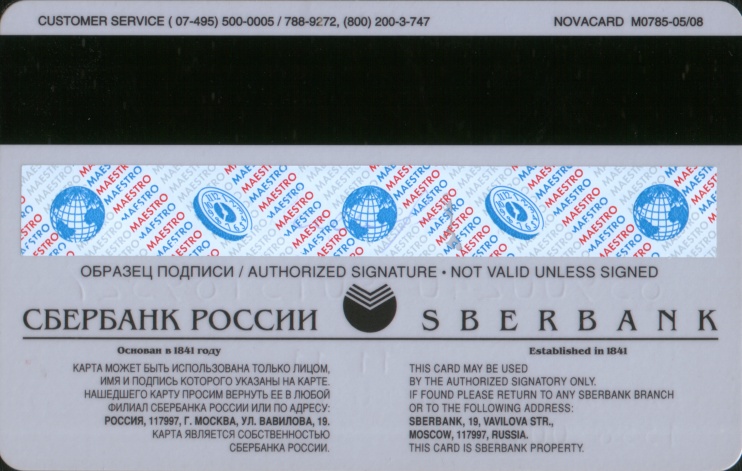 CUSTOMER SERVICE ( 07-495) 500-0005 / 788-9272, (800) 200-3-747
NOVACARD M0785-05/08
MAESTRO MAESTRO MAESTRO MAESTRO MAESTRO
ОБРАЗЕЦ ПОДПИСИ / AUTHORIZED SIGNATURE • NOT VALID UNLESS SIGNED
СБЕРБАНК РОССИИ
SBERBANK
Основан в 1841 году
КАРТА МОЖЕТ БЫТЬ ИСПОЛЬЗОВАНА ТОЛЬКО ЛИЦОМ,
ИМЯ И ПОДПИСЬ КОТОРОГО УКАЗАНЫ НА КАРТЕ.
НАШЕДШЕГО КАРТУ ПРОСИМ ВЕРНУТЬ ЕЕ В ЛЮБОЙ
ФИЛИАЛ СБЕРБАНКА РОССИИ ИЛИ ПО АДРЕСУ:
РОССИЯ, 117997, Г. МОСКВА, УЛ. ВАВИЛОВА, 19.
КАРТА ЯВЛЯЕТСЯ СОБСТВЕННОСТЬЮ
СБЕРБАНКА РОССИИ.
Established in 1841
THIS CARD MAY BE USED
BY THE AUTHORIZED SIGNATORY ONLY.
IF FOUND PLEASE RETURN TO ANY SBERBANK BRANCH
OR TO THE FOLLOWING ADDRESS:
SBERBANK, 19, VAVILOVA STR.,
MOSCOW, 117997, RUSSIA.
THIS CARD IS SBERBANK PROPERTY.